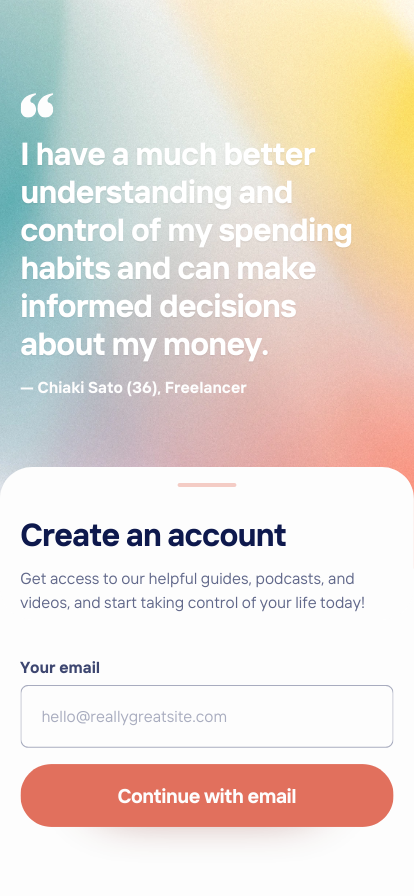 “
I have a much better
understanding and
control of my spending
habits and can make
informed decisions
about my money.
— Chiaki Sato (36), Freelancer
Create an account
Get access to our helpful guides, podcasts, and
videos, and start taking control of your life today!
Your email
hello@reallygreatsite.com
Continue with email